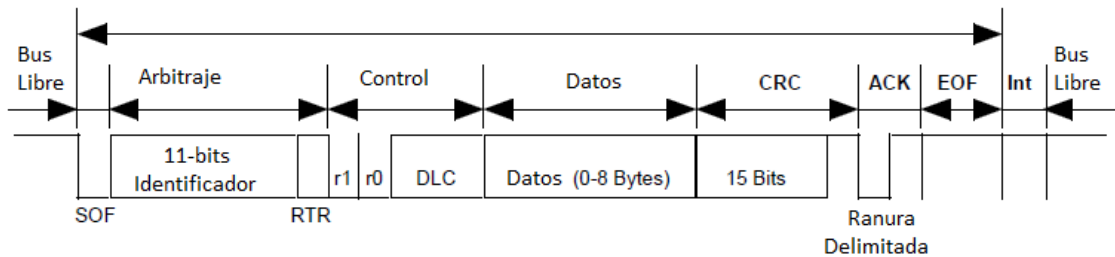 Bus
Libre
Arbitraje
Control
Datos
CRC
ACK
EOF
Int
Bus
Libre
11-bits
Identificador
r1
r0
DLC
Datos (0-8 Bytes)
15 Bits
SOF
RTR
Ranura
Delimitada